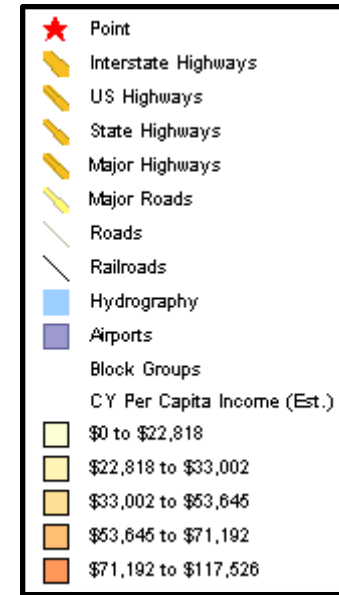 Point
Interstate Highways
US Highways
State Highways
Major Highways
Major Roads
Roads
Railroads
Hydrography
Airports
Block Groups
CY Per Capita Income (Est.)
$0 to $22,818
$22,818 to $33,002
$33,002 to $53,645
$53,645 to $71,192
$71,192 to $117,526